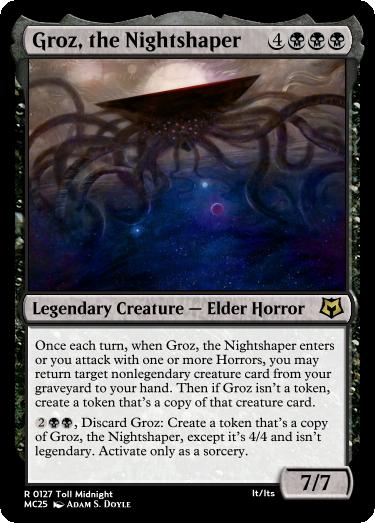 Groz, the Nightshaper 4
Legendary Creature — Elder Horror
Once each turn, when Groz, the Nightshaper enters
or you attack with one or more Horrors, you may
return target nonlegendary creature card from your
graveyard to your hand. Then if Groz isn't a token,
create a token that's a copy of that creature card.
2, Discard Groz: Create a token that's a copy
of Groz, the Nightshaper, except it's 4/4 and isn't
legendary. Activate only as a sorcery.
7/7
R 0127 Toll Midnight It/Its
MC25 Adam S. Doyle